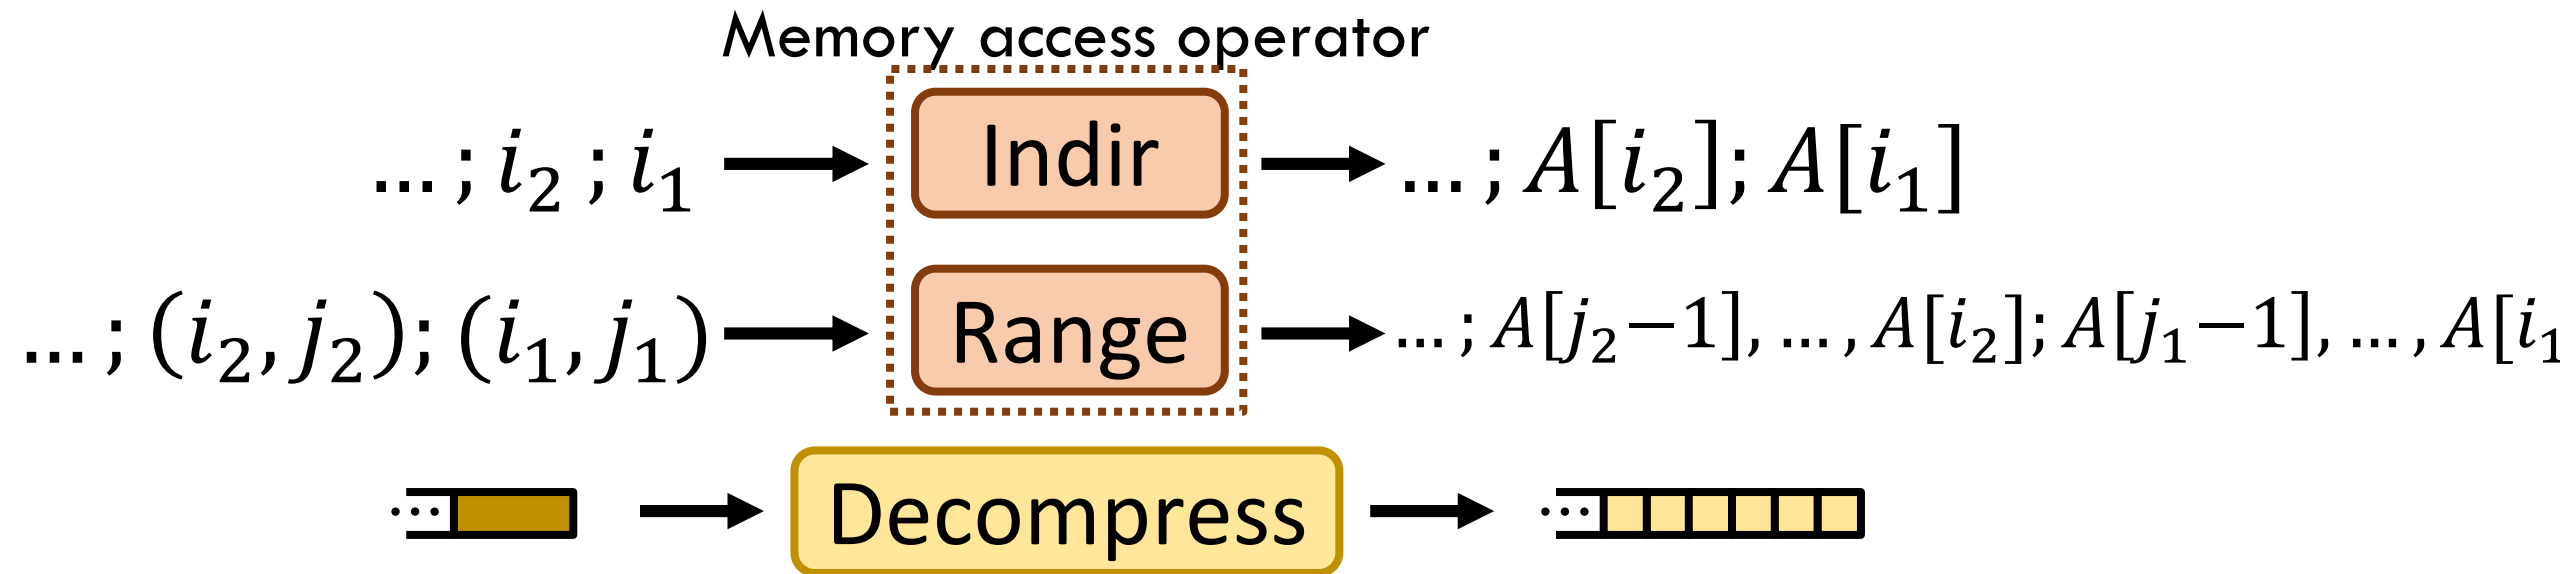 Memory access operator
... ; i₂ ; i₁ Indir ... ; A[i₂]; A[i₁]
... ; (i₂, j₂); (i₁, j₁) Range ... ; A[j₂−1], ... , A[i₂]; A[j₁−1], ... , A[i₁
... Decompress ...